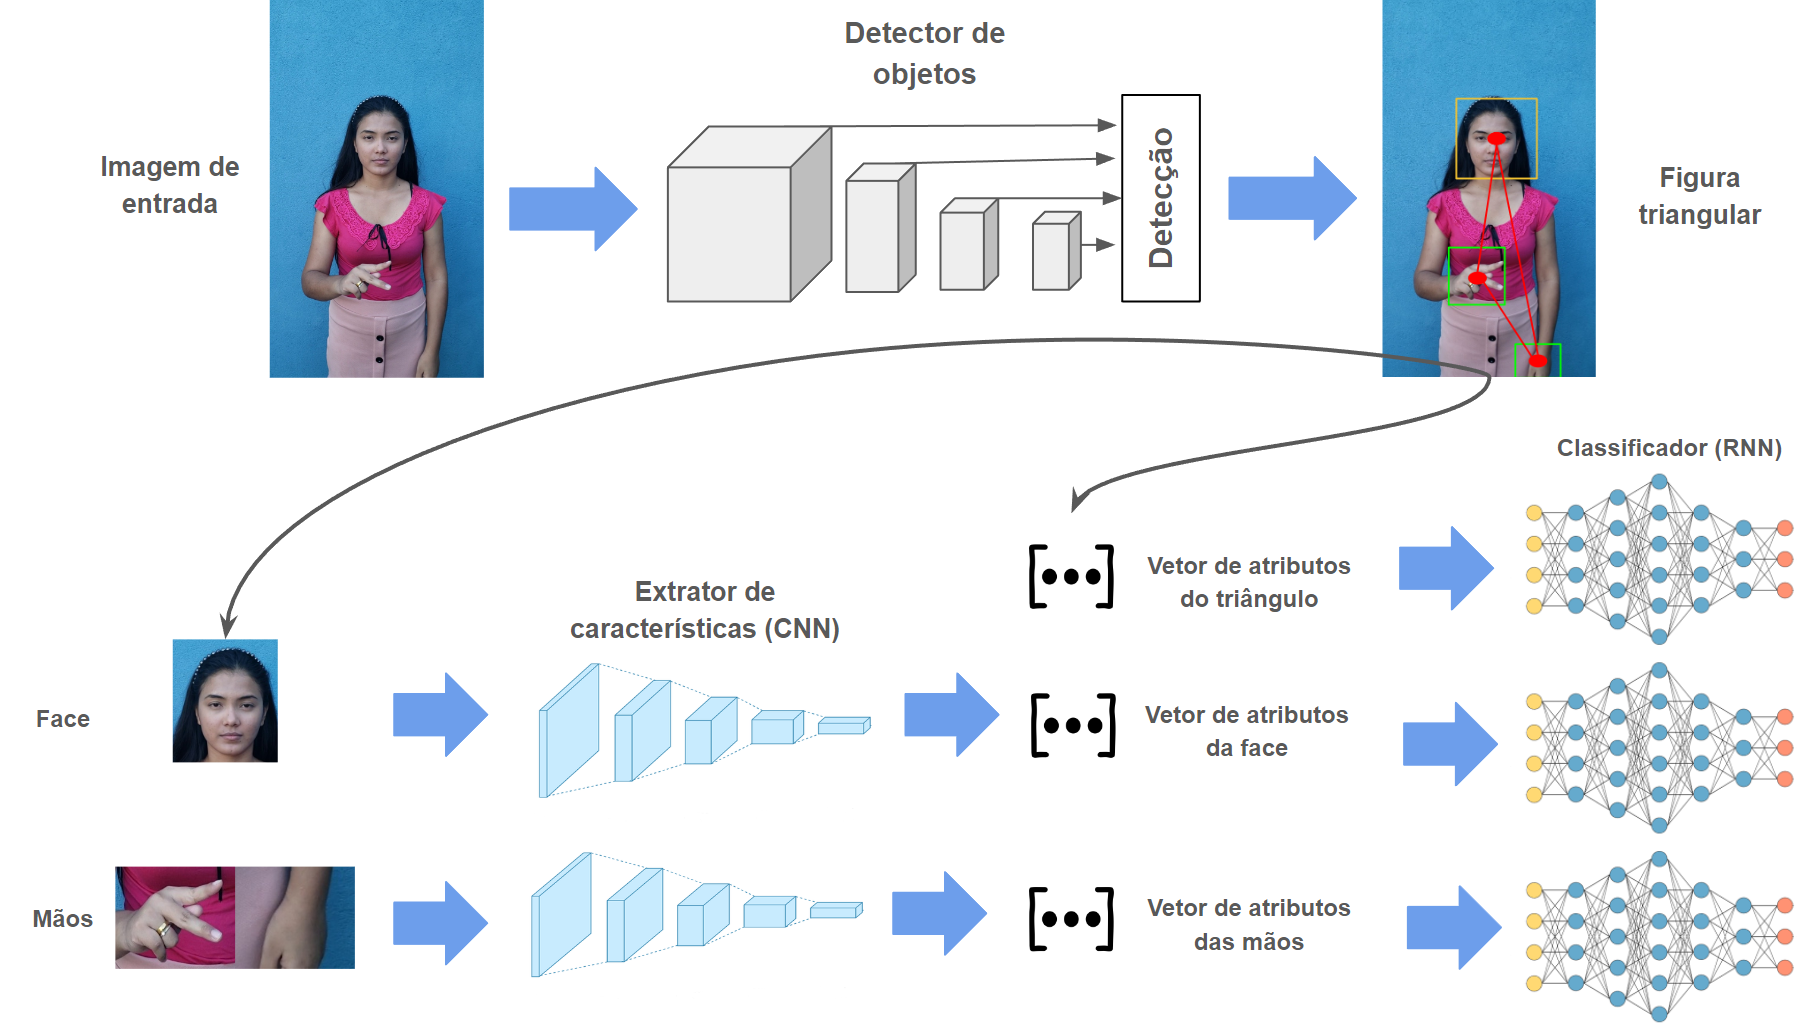 Detector de
objetos
Imagem de
entrada
Detecção
Figura
triangular
Classificador (RNN)
Vetor de atributos
do triângulo
Extrator de
características (CNN)
Face
Vetor de atributos
da face
Mãos
Vetor de atributos
das mãos